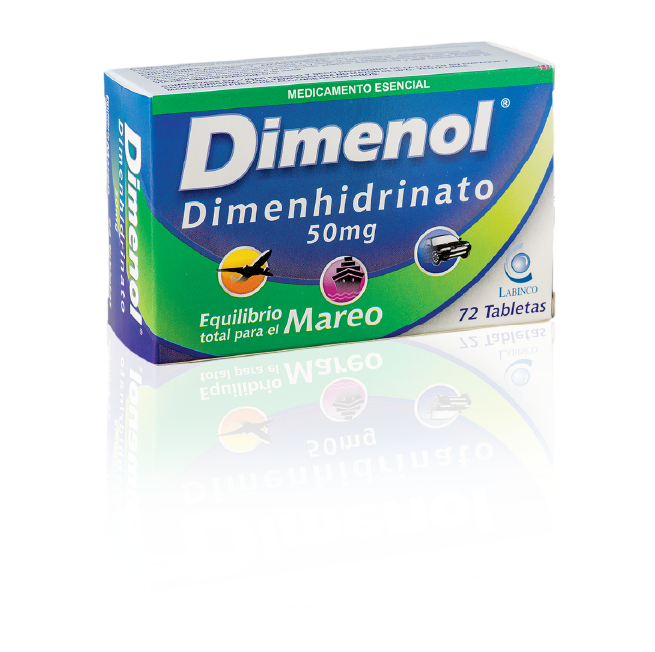 MEDICAMENTO ESENCIAL
Dimenol®
Dimenhidrinato
50mg
Equilibrio
total para el Mareo
LABINCO
72 Tabletas
Dimenol®
Dimenhidrinato